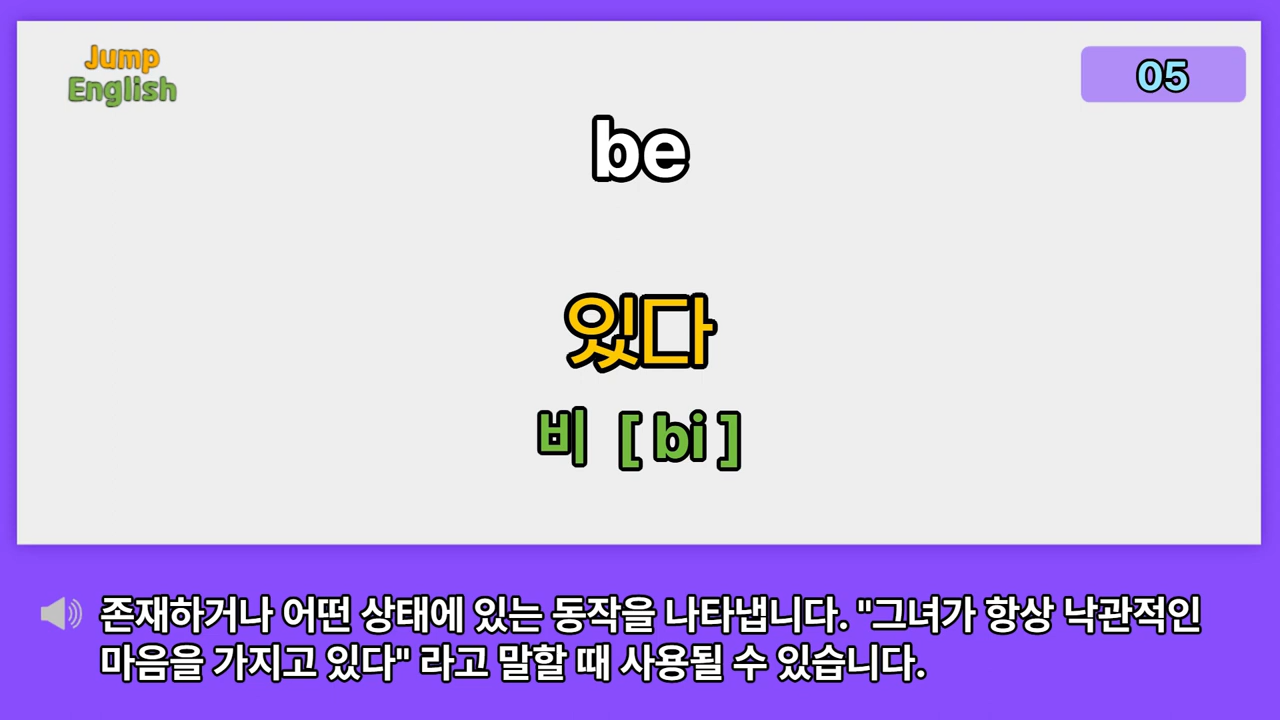 Jump
English
05
be
있다
비 [ bi ]
존재하거나 어떤 상태에 있는 동작을 나타냅니다. "그녀가 항상 낙관적인
마음을 가지고 있다" 라고 말할 때 사용될 수 있습니다.